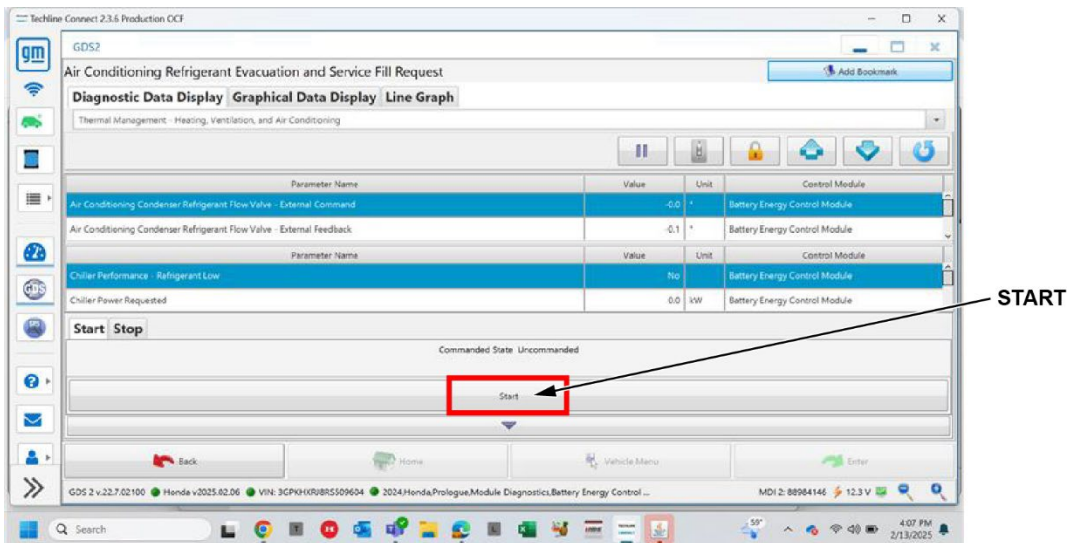 Techline Connect 2.3.6 Production OCF
gm
GDS2
Air Conditioning Refrigerant Evacuation and Service Fill Request
Add Bookmark
Diagnostic Data Display Graphical Data Display Line Graph
Thermal Management - Heating, Ventilation, and Air Conditioning
Parameter Name Value Unit Control Module
Air Conditioning Condenser Refrigerant Flow Valve - External Command -0.0 ° Battery Energy Control Module
Air Conditioning Condenser Refrigerant Flow Valve - External Feedback -0.1 ° Battery Energy Control Module
Parameter Name Value Unit Control Module
Chiller Performance - Refrigerant Low No Battery Energy Control Module
Chiller Power Requested 0.0 kW Battery Energy Control Module
START
Start Stop
Commanded State Uncommanded
Start
Back Home Vehicle Menu Enter
GDS 2 v.22.7.02100 Honda v2025.02.06 VIN: 3GPKHXRJ8RS509604 2024,Honda,Prologue,Module Diagnostics,Battery Energy Control ... MDI 2: 88984146 12.3 V
Search
59°
4:07 PM
2/13/2025